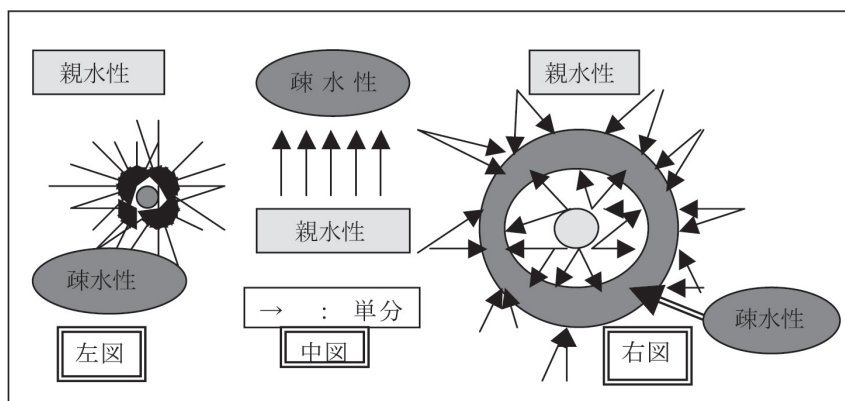 親水性
疎水性
左図
疎 水 性
親水性
→ : 単分
中図
親水性
疎水性
右図